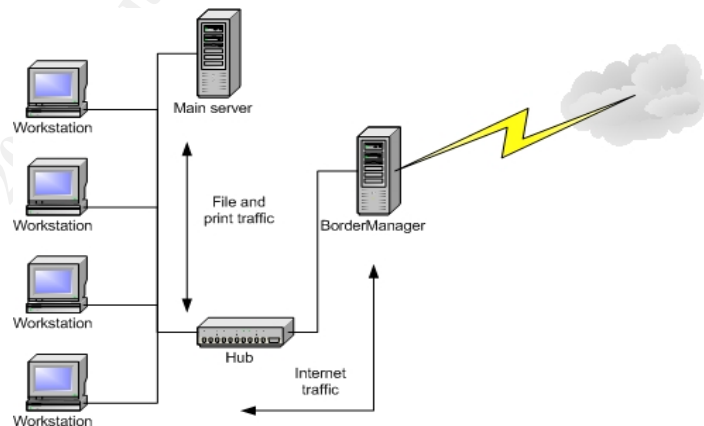 Main server
Workstation
Workstation
File and
print traffic
BorderManager
Workstation
Hub
Internet
traffic
Workstation